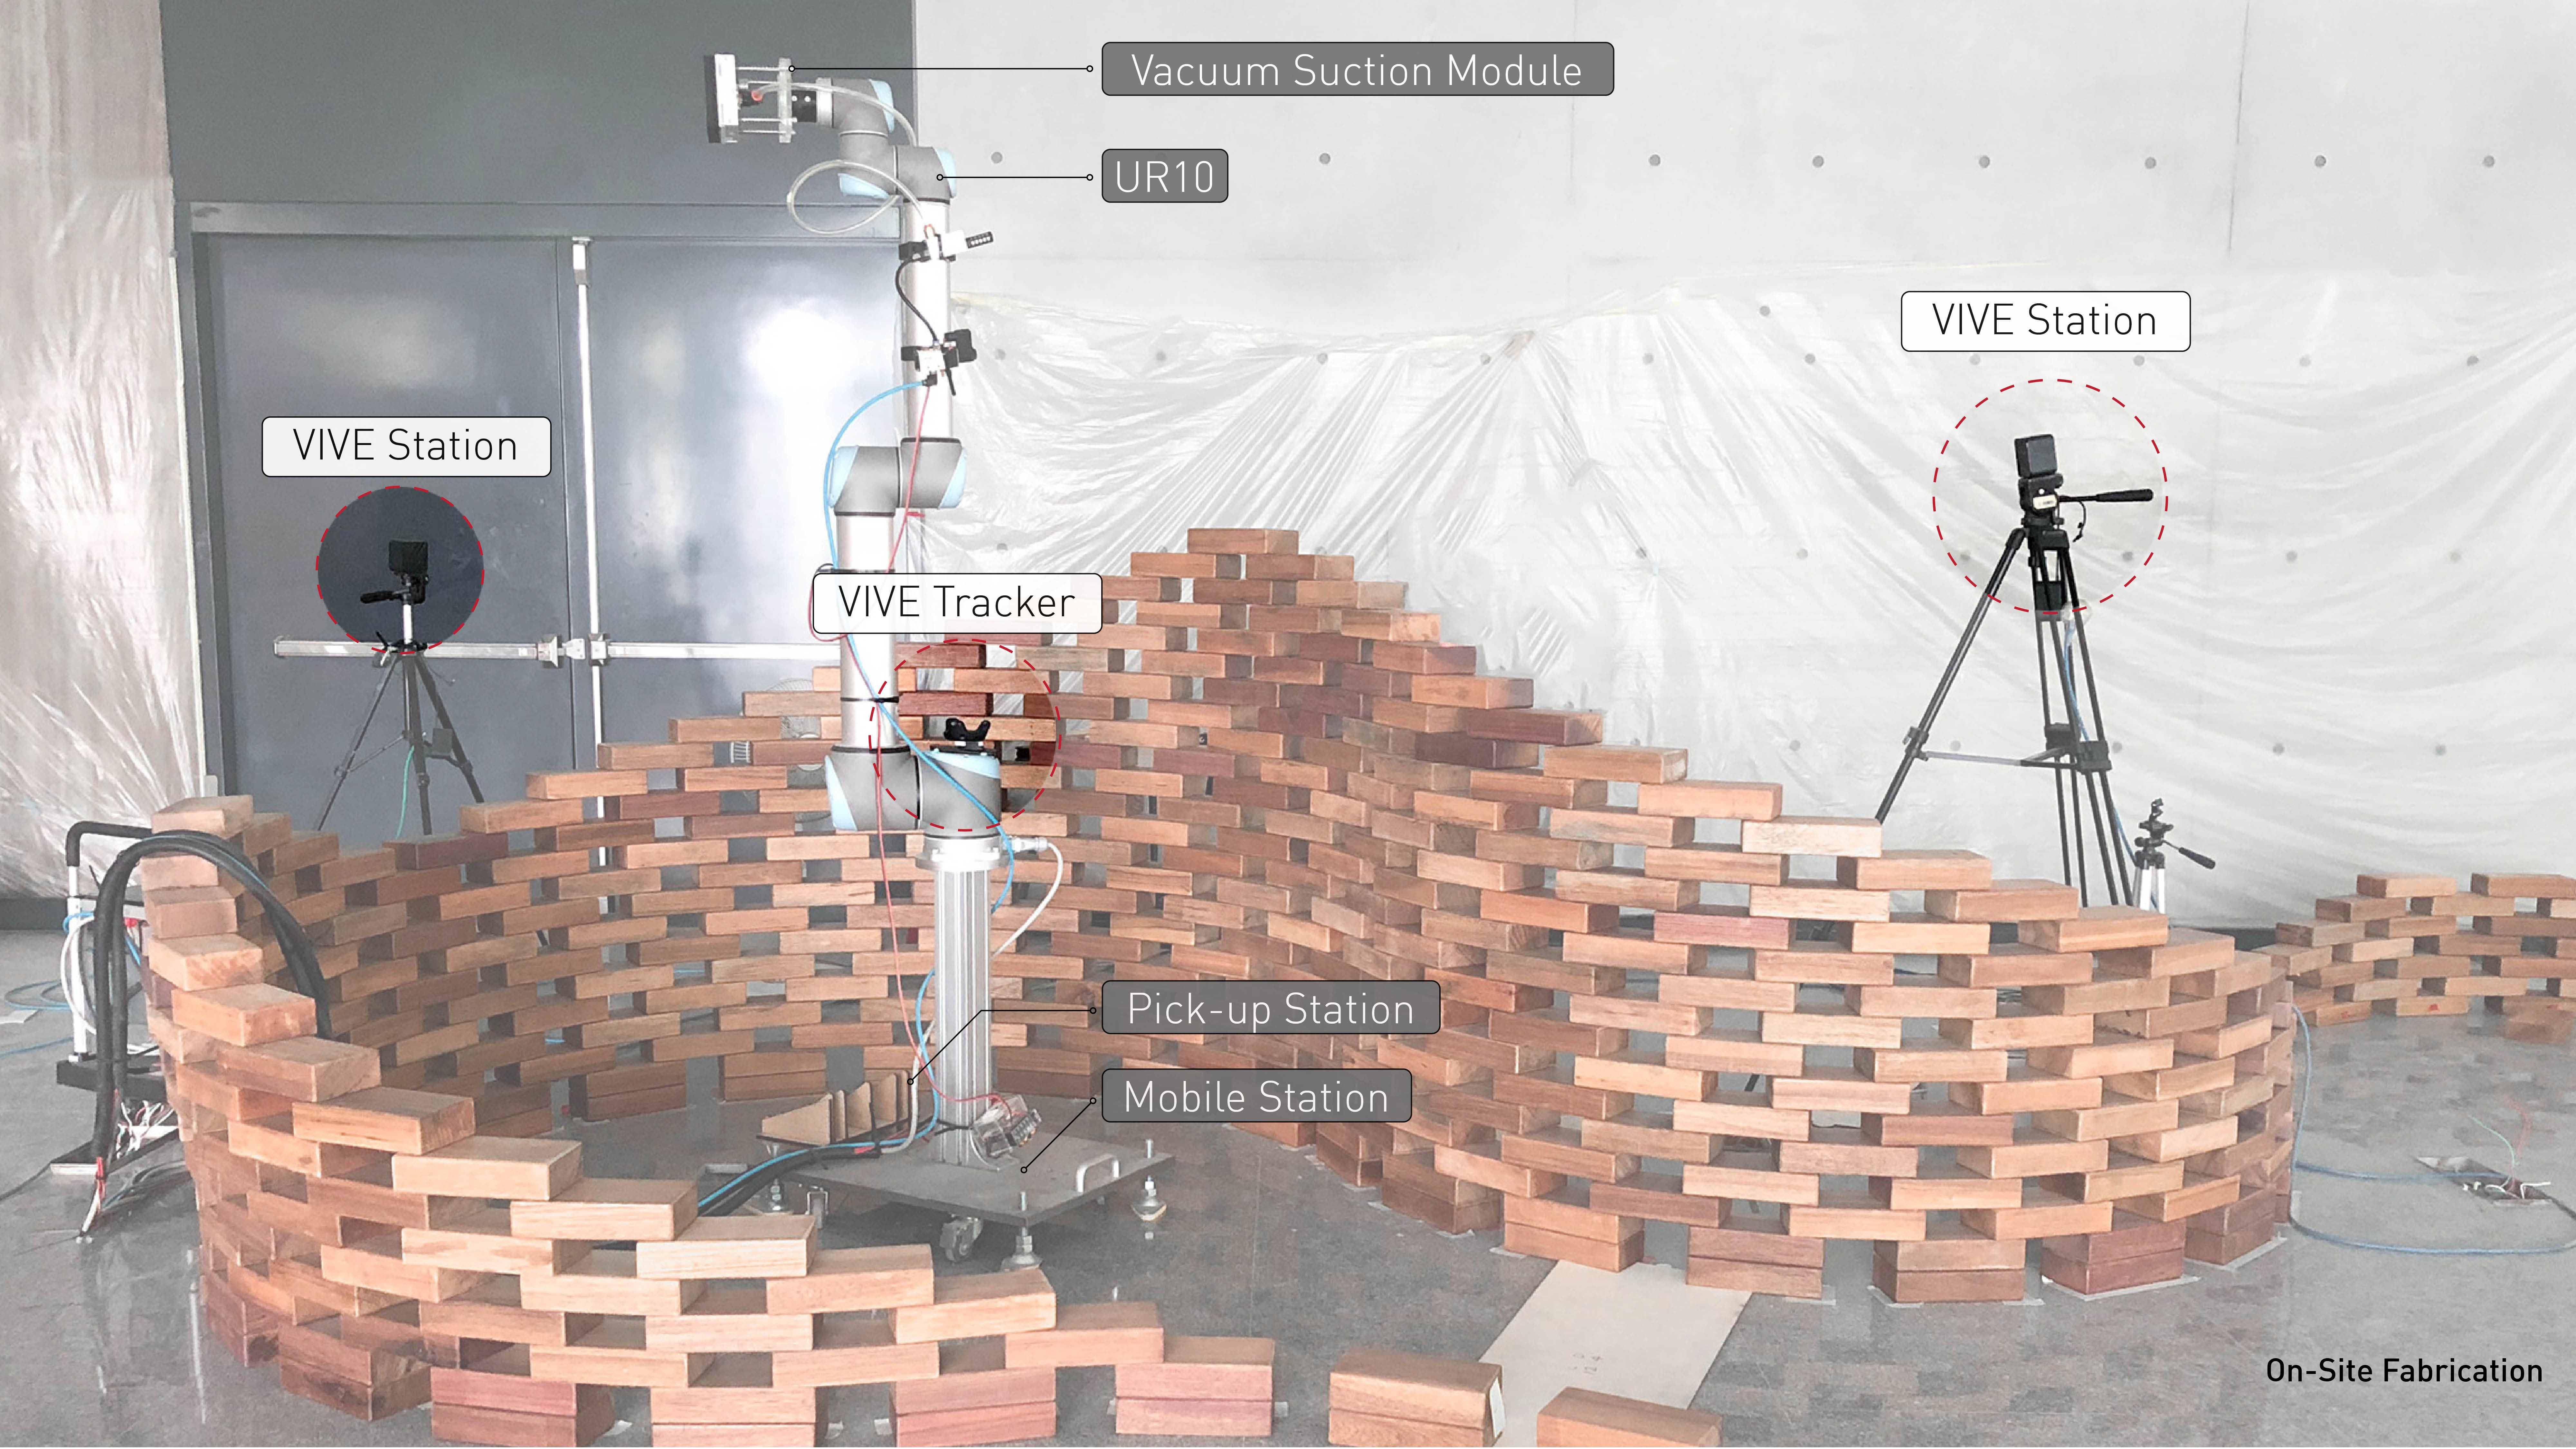 Vacuum Suction Module
UR10
VIVE Station
VIVE Station
VIVE Tracker
Pick-up Station
Mobile Station
On-Site Fabrication